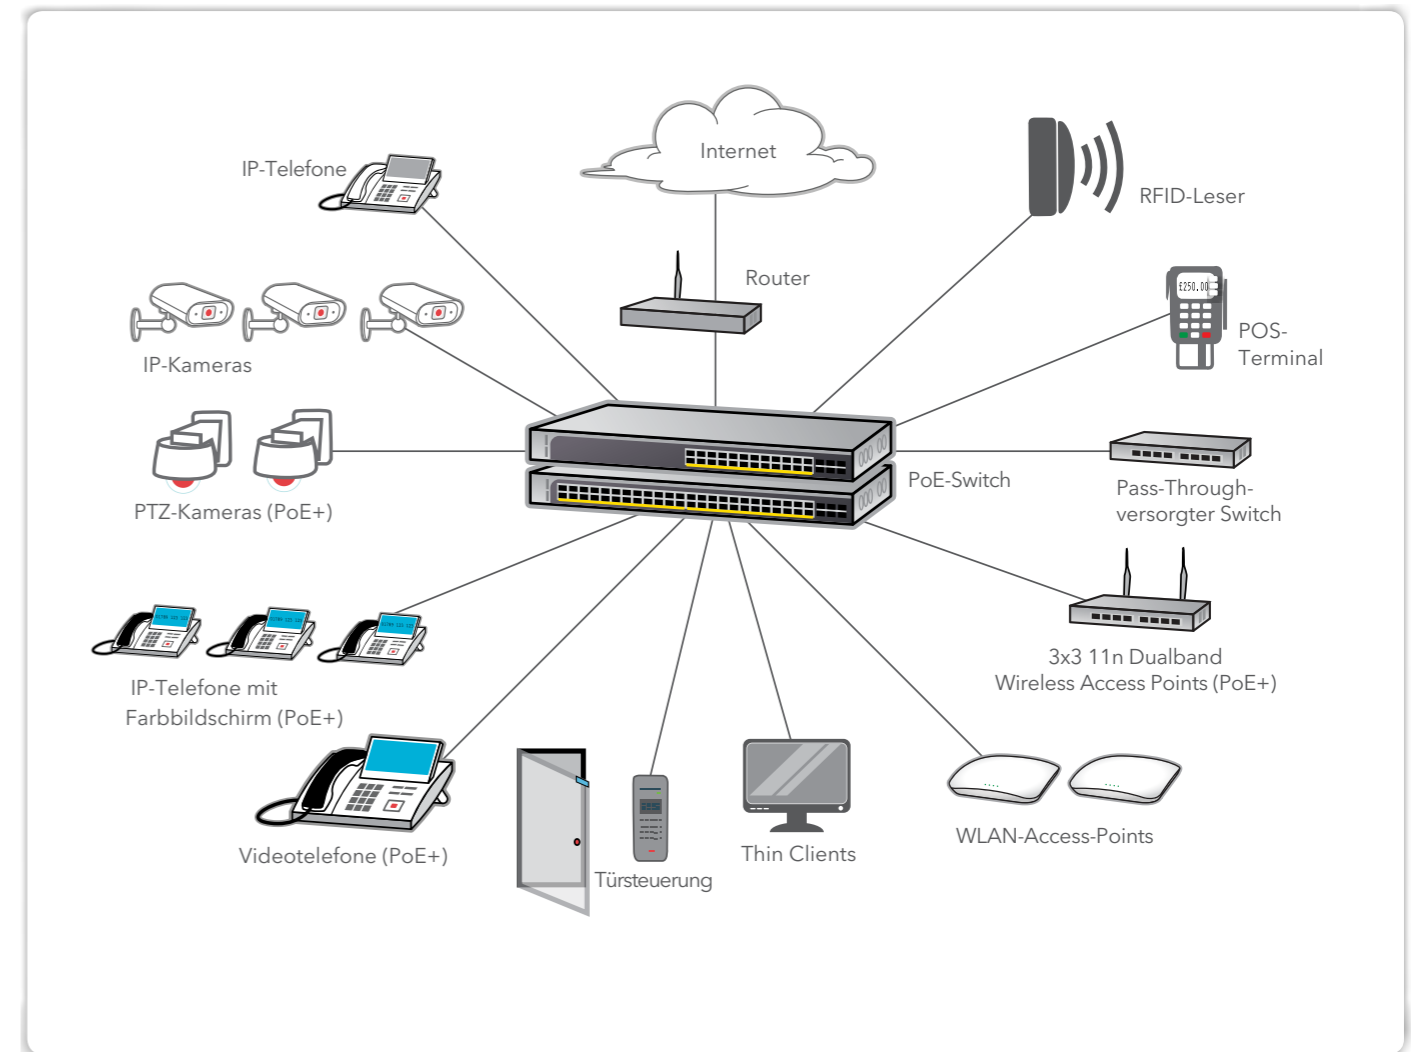 Internet
IP-Telefone
RFID-Leser
Router
£250.00
POS-
Terminal
IP-Kameras
PoE-Switch
Pass-Through-
versorgter Switch
PTZ-Kameras (PoE+)
3x3 11n Dualband
Wireless Access Points (PoE+)
IP-Telefone mit
Farbbildschirm (PoE+)
WLAN-Access-Points
Videotelefone (PoE+)
Thin Clients
Türsteuerung